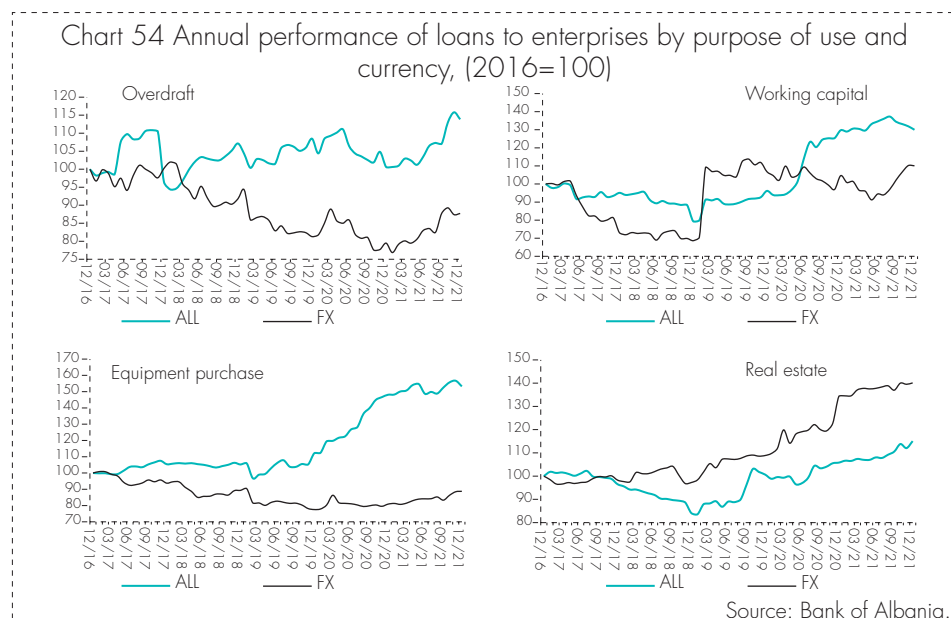 Chart 54 Annual performance of loans to enterprises by purpose of use and
currency, (2016=100)
Overdraft
120
115
110
105
100
95
90
85
80
75
12/16 03/17 06/17 09/17 12/17 03/18 06/18 09/18 12/18 03/19 06/19 09/19 12/19 03/20 06/20 09/20 12/20 03/21 06/21 09/21 12/21
ALL FX
Working capital
150
140
130
120
110
100
90
80
70
60
12/16 03/17 06/17 09/17 12/17 03/18 06/18 09/18 12/18 03/19 06/19 09/19 12/19 03/20 06/20 09/20 12/20 03/21 06/21 09/21 12/21
ALL FX
Equipment purchase
170
160
150
140
130
120
110
100
90
80
70
12/16 03/17 06/17 09/17 12/17 03/18 06/18 09/18 12/18 03/19 06/19 09/19 12/19 03/20 06/20 09/20 12/20 03/21 06/21 09/21 12/21
ALL FX
Real estate
150
140
130
120
110
100
90
80
12/16 03/17 06/17 09/17 12/17 03/18 06/18 09/18 12/18 03/19 06/19 09/19 12/19 03/20 06/20 09/20 12/20 03/21 06/21 09/21 12/21
ALL FX
Source: Bank of Albania.